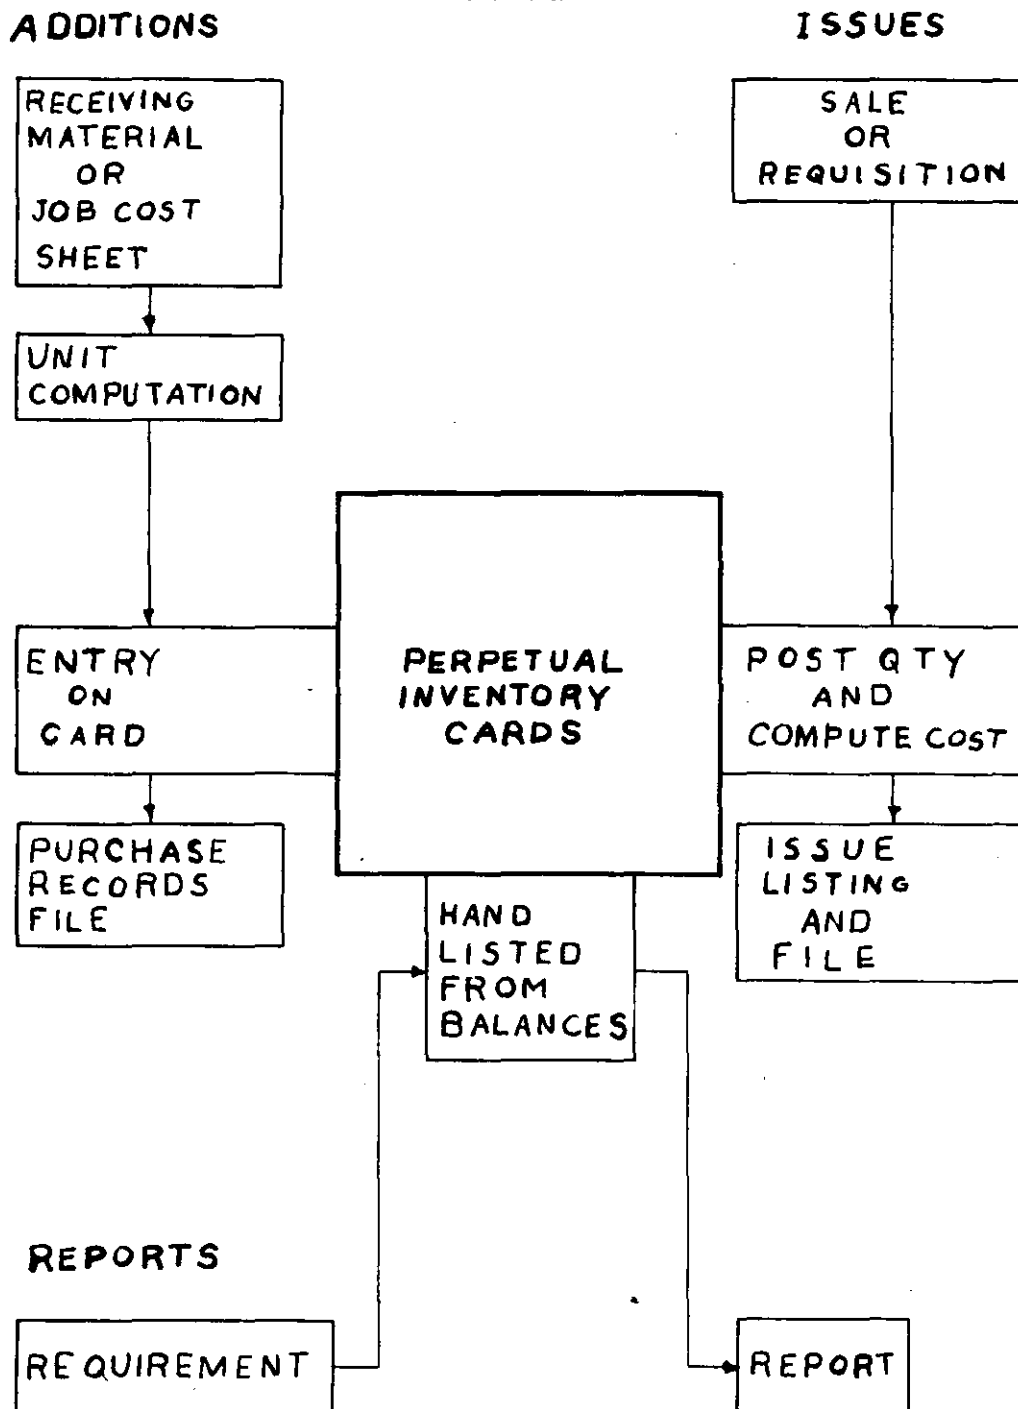 ADDITIONS
ISSUES
RECEIVING
MATERIAL
OR
JOB COST
SHEET
SALE
OR
REQUISITION
UNIT
COMPUTATION
ENTRY
ON
CARD
PERPETUAL
INVENTORY
CARDS
POST QTY
AND
COMPUTE COST
PURCHASE
RECORDS
FILE
HAND
LISTED
FROM
BALANCES
ISSUE
LISTING
AND
FILE
REPORTS
REQUIREMENT
REPORT